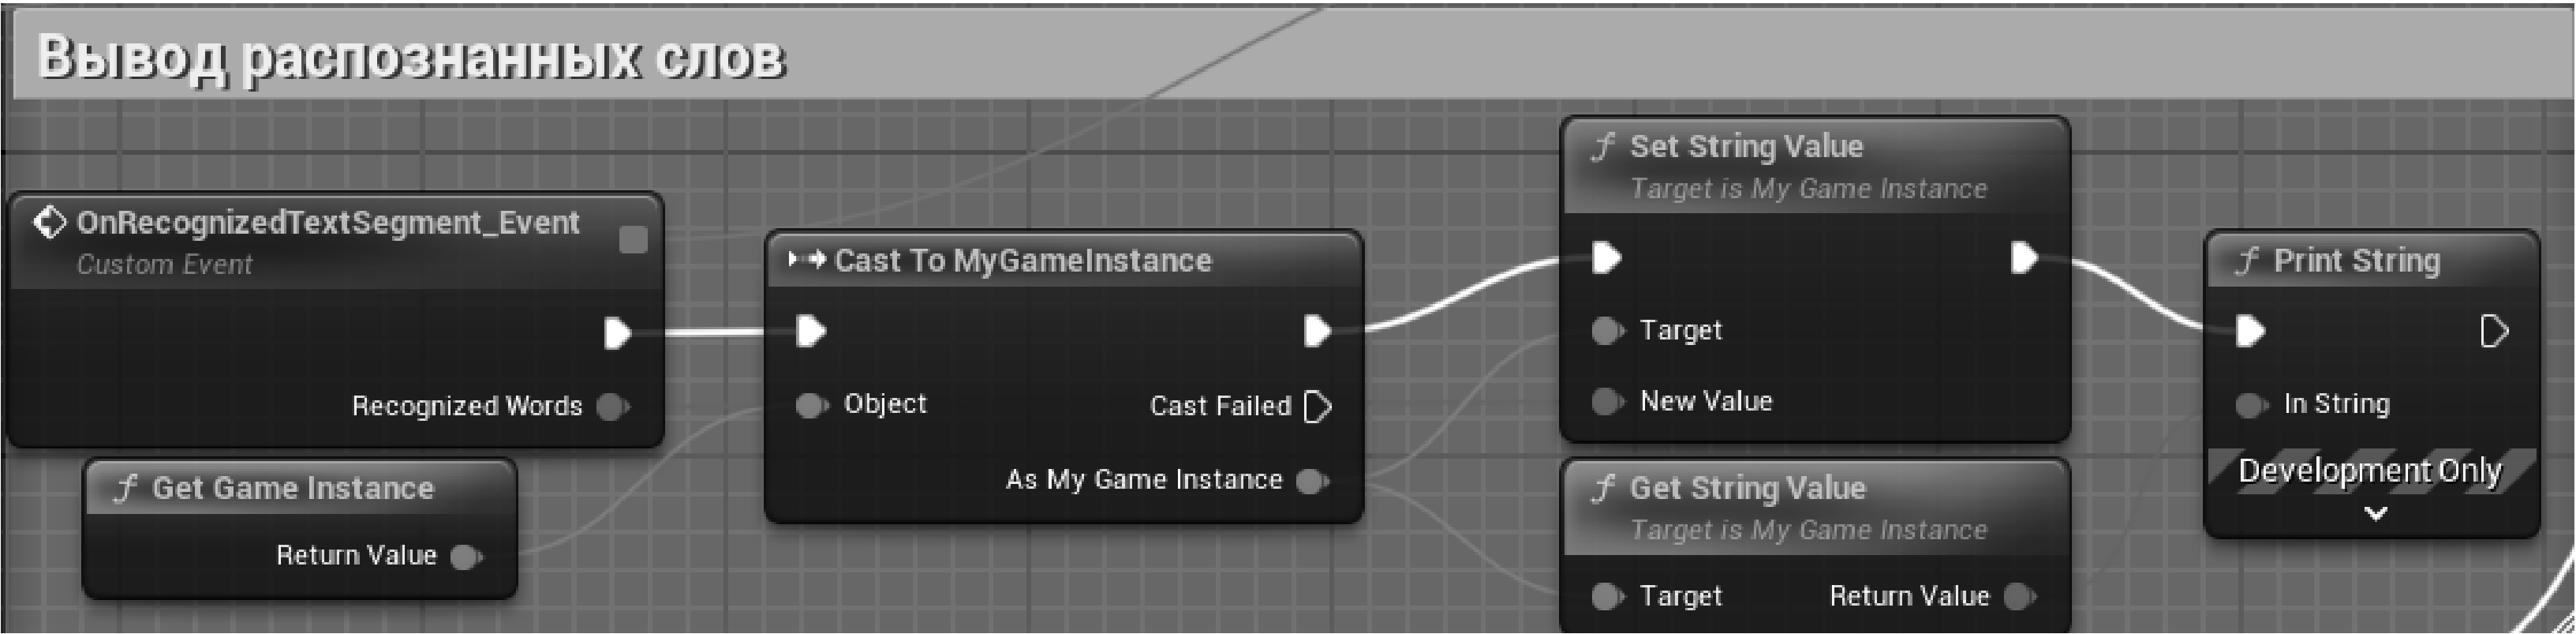 Вывод распознанных слов
OnRecognizedTextSegment_Event
Custom Event
Recognized Words
Get Game Instance
Return Value
Cast To MyGameInstance
Object
Cast Failed
As My Game Instance
Set String Value
Target is My Game Instance
Target
New Value
Get String Value
Target is My Game Instance
Target
Return Value
Print String
In String
Development Only